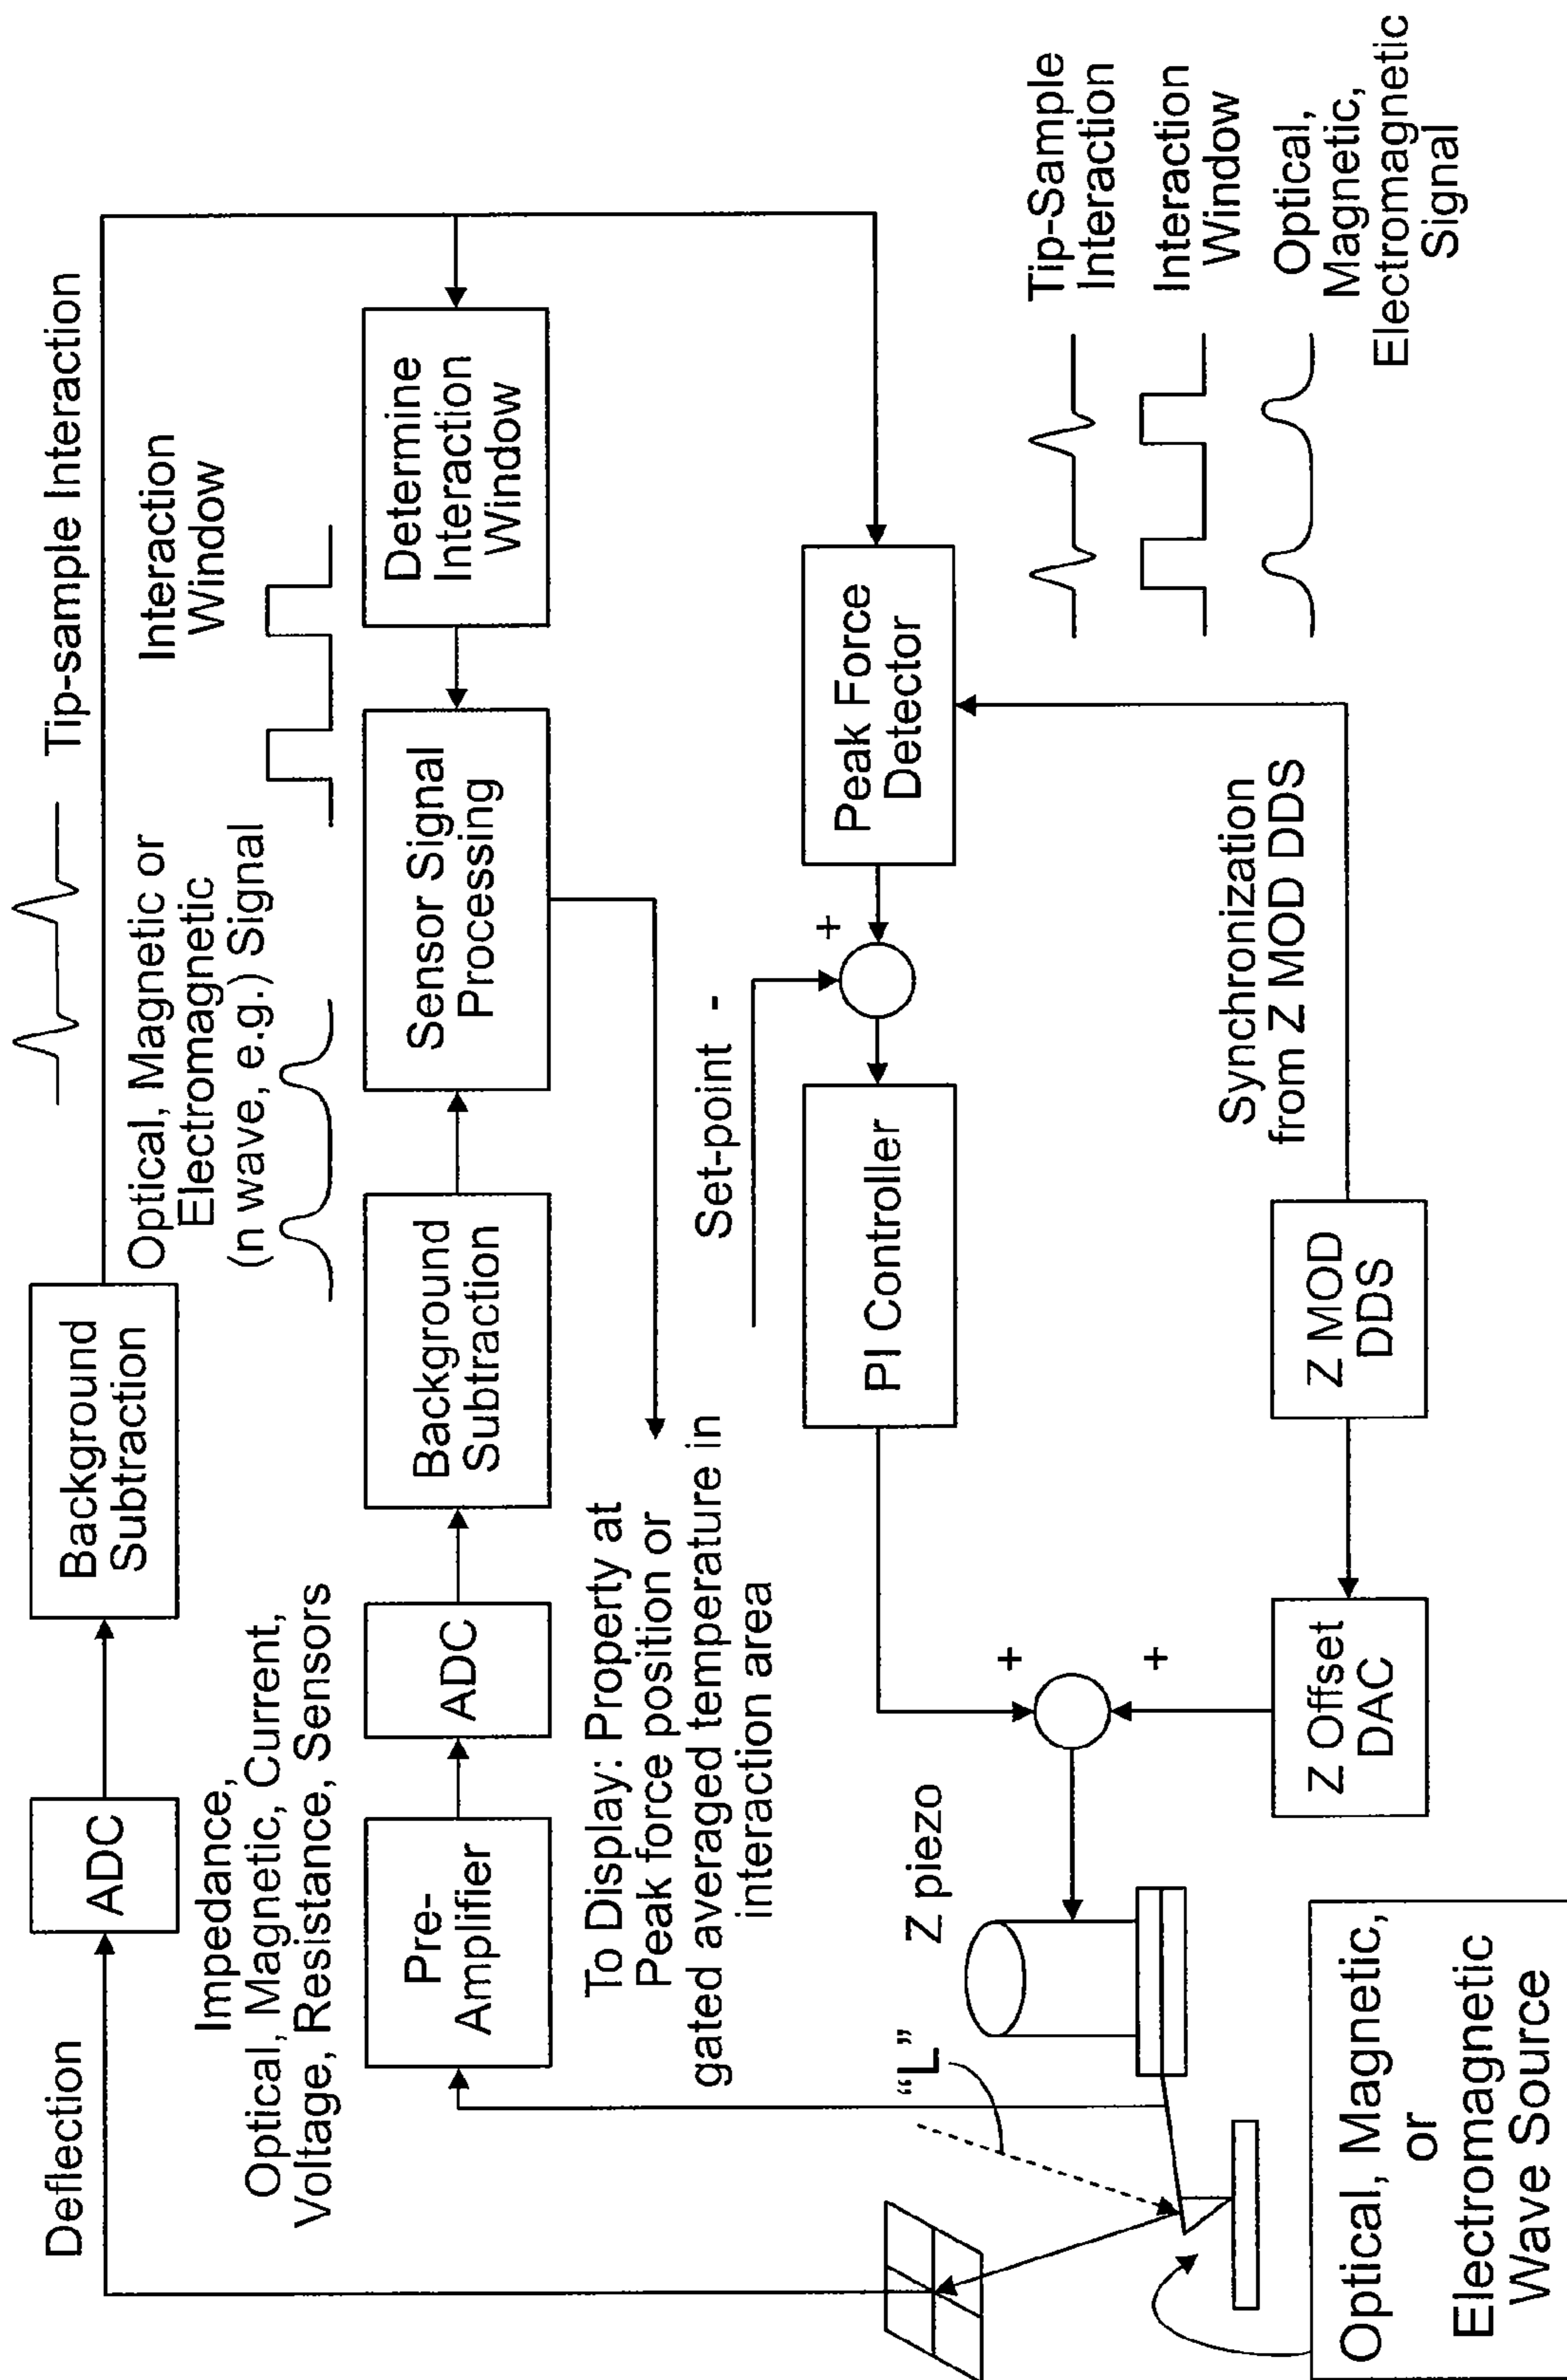 Deflection
ADC
Background
Subtraction
Tip-sample Interaction
Impedance,
Optical, Magnetic, Current,
Voltage, Resistance, Sensors
Optical, Magnetic or
Electromagnetic
(n wave, e.g.) Signal
Interaction
Window
Pre-
Amplifier
ADC
Background
Subtraction
Sensor Signal
Processing
Determine
Interaction
Window
To Display: Property at
Peak force position or
gated averaged temperature in
interaction area
Set-point -
+
"L"
Z piezo
+
+
PI Controller
Peak Force
Detector
Tip-Sample
Interaction
Interaction
Window
Optical,
Magnetic,
Electromagnetic
Signal
Synchronization
from Z MOD DDS
Z Offset
DAC
Z MOD
DDS
Optical, Magnetic,
or
Electromagnetic
Wave Source